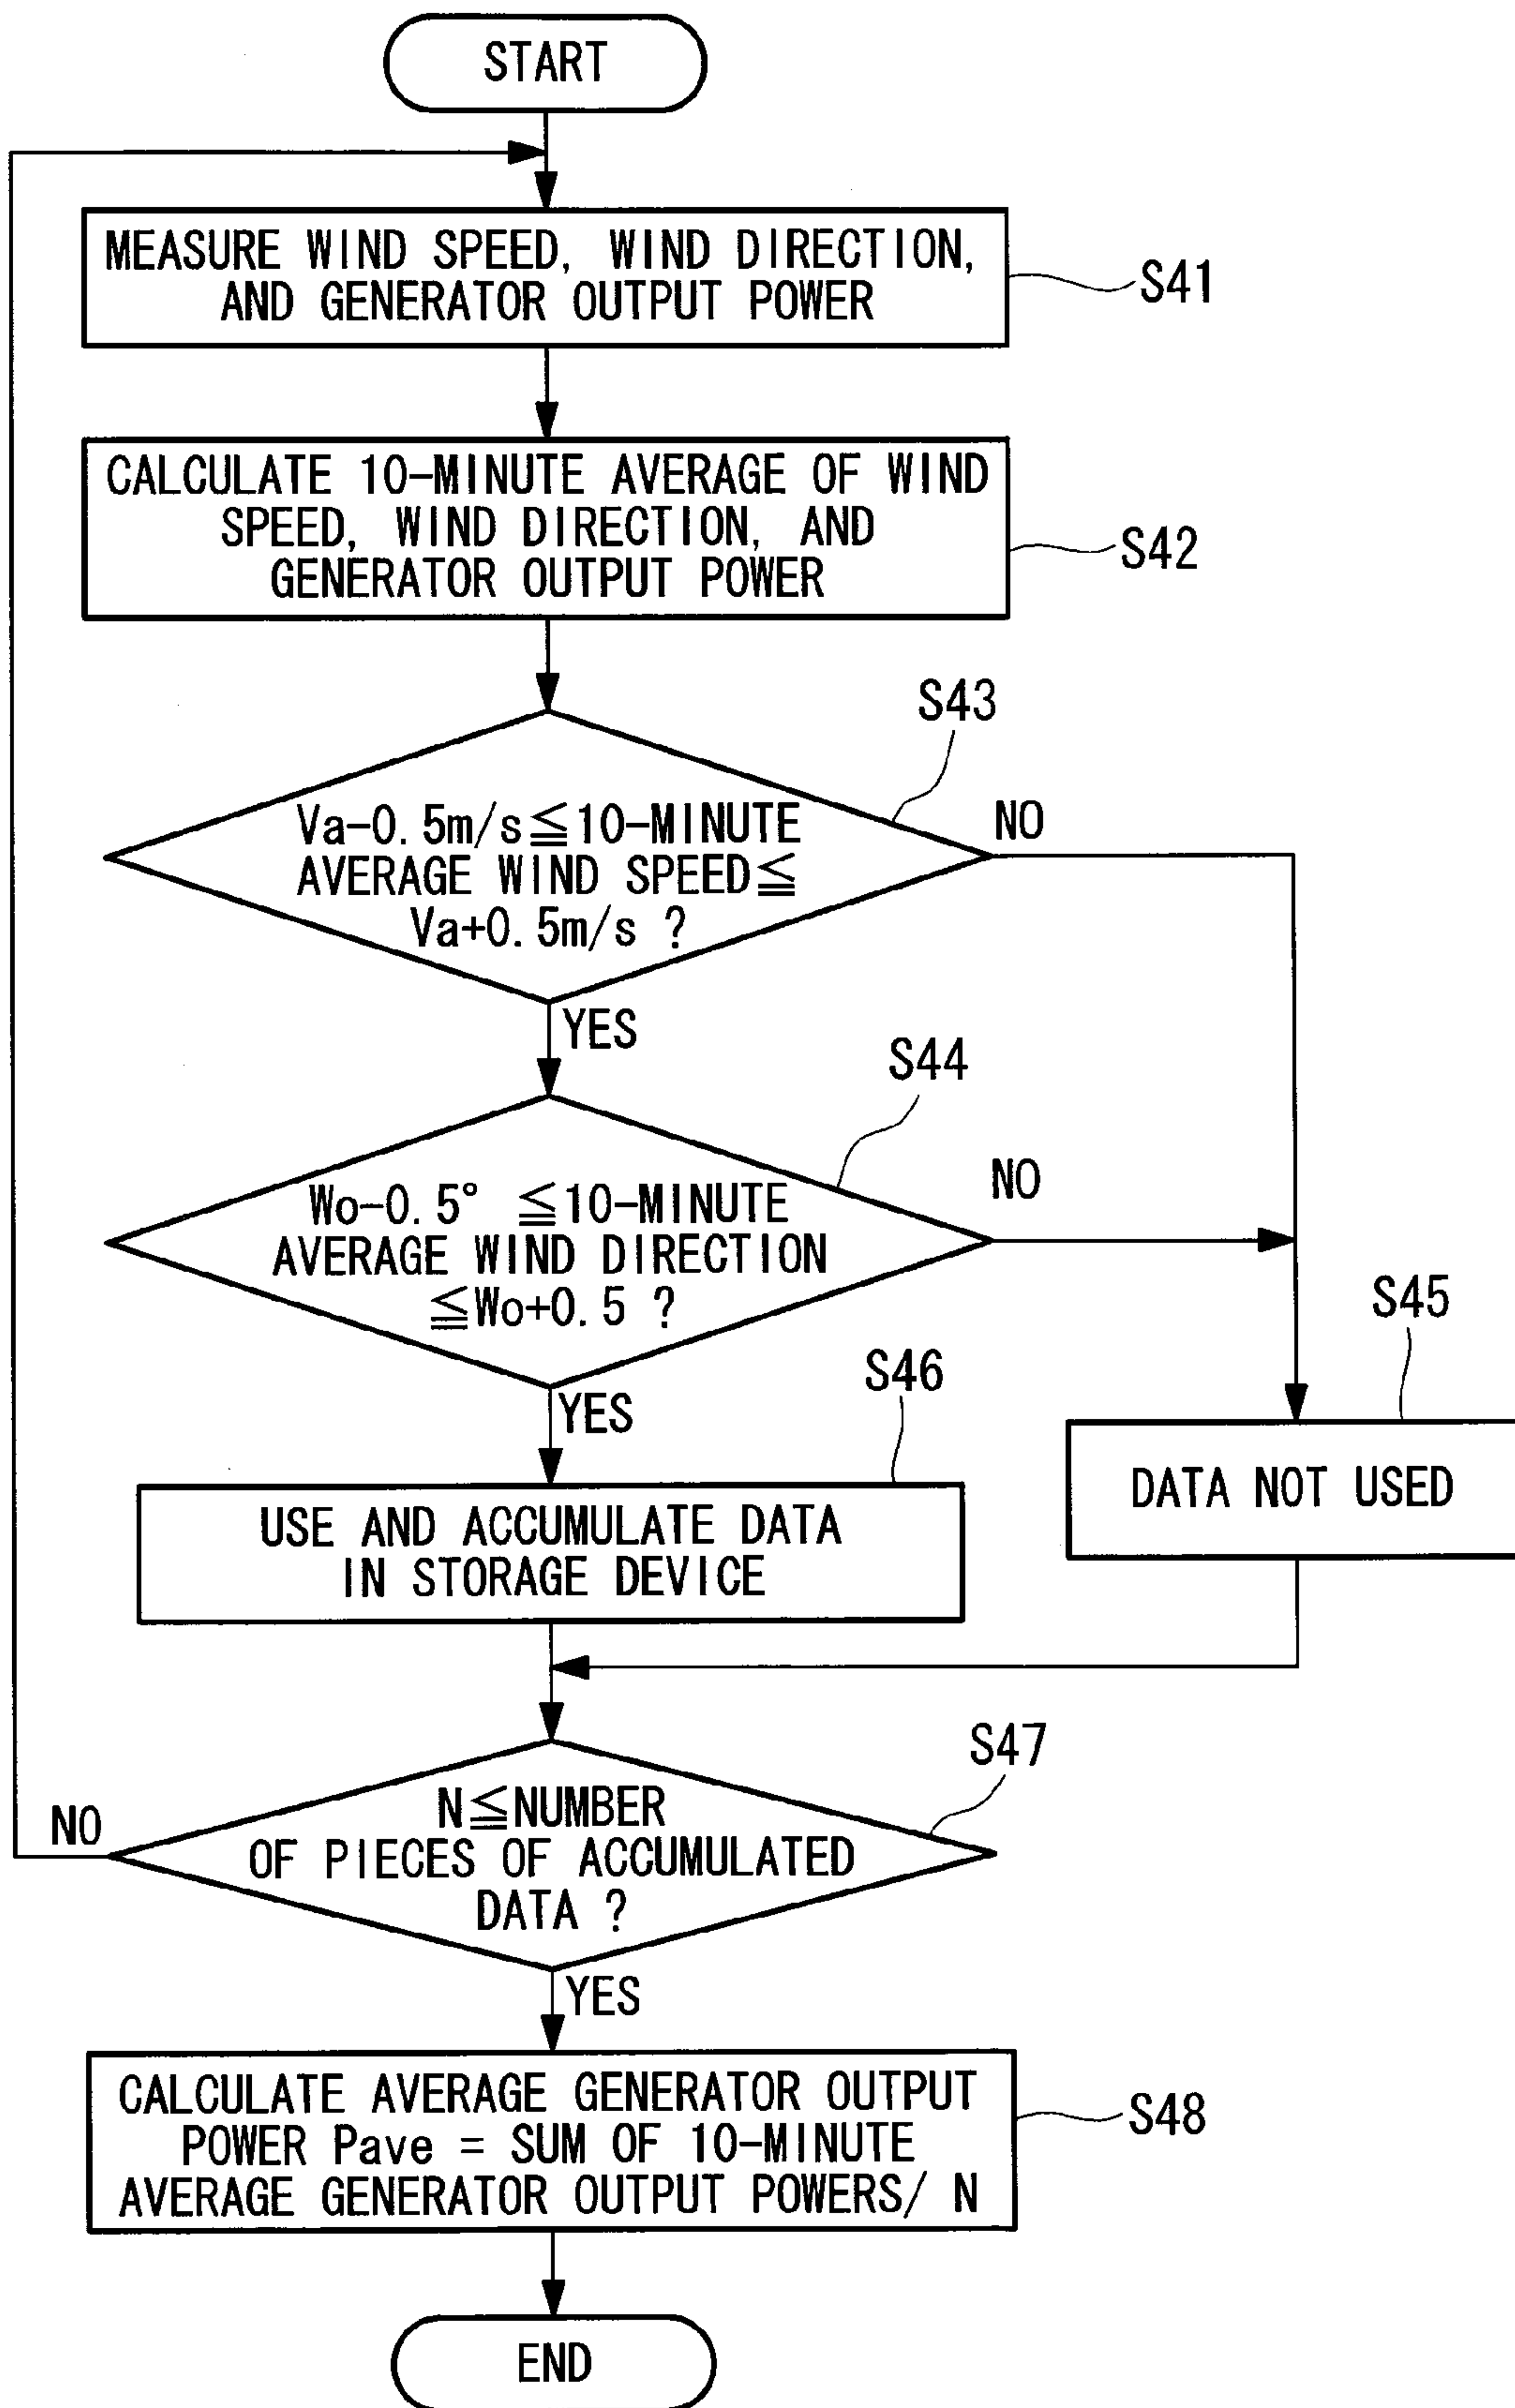 START
MEASURE WIND SPEED, WIND DIRECTION,
AND GENERATOR OUTPUT POWER
S41
CALCULATE 10-MINUTE AVERAGE OF WIND
SPEED, WIND DIRECTION, AND
GENERATOR OUTPUT POWER
S42
S43
Va-0.5m/s≦10-MINUTE
AVERAGE WIND SPEED≦
Va+0.5m/s ?
NO
YES
S44
Wo-0.5° ≦10-MINUTE
AVERAGE WIND DIRECTION
≦Wo+0.5 ?
NO
YES
S45
DATA NOT USED
S46
USE AND ACCUMULATE DATA
IN STORAGE DEVICE
S47
N≦NUMBER
OF PIECES OF ACCUMULATED
DATA ?
NO
YES
CALCULATE AVERAGE GENERATOR OUTPUT
POWER Pave = SUM OF 10-MINUTE
AVERAGE GENERATOR OUTPUT POWERS/ N
S48
END